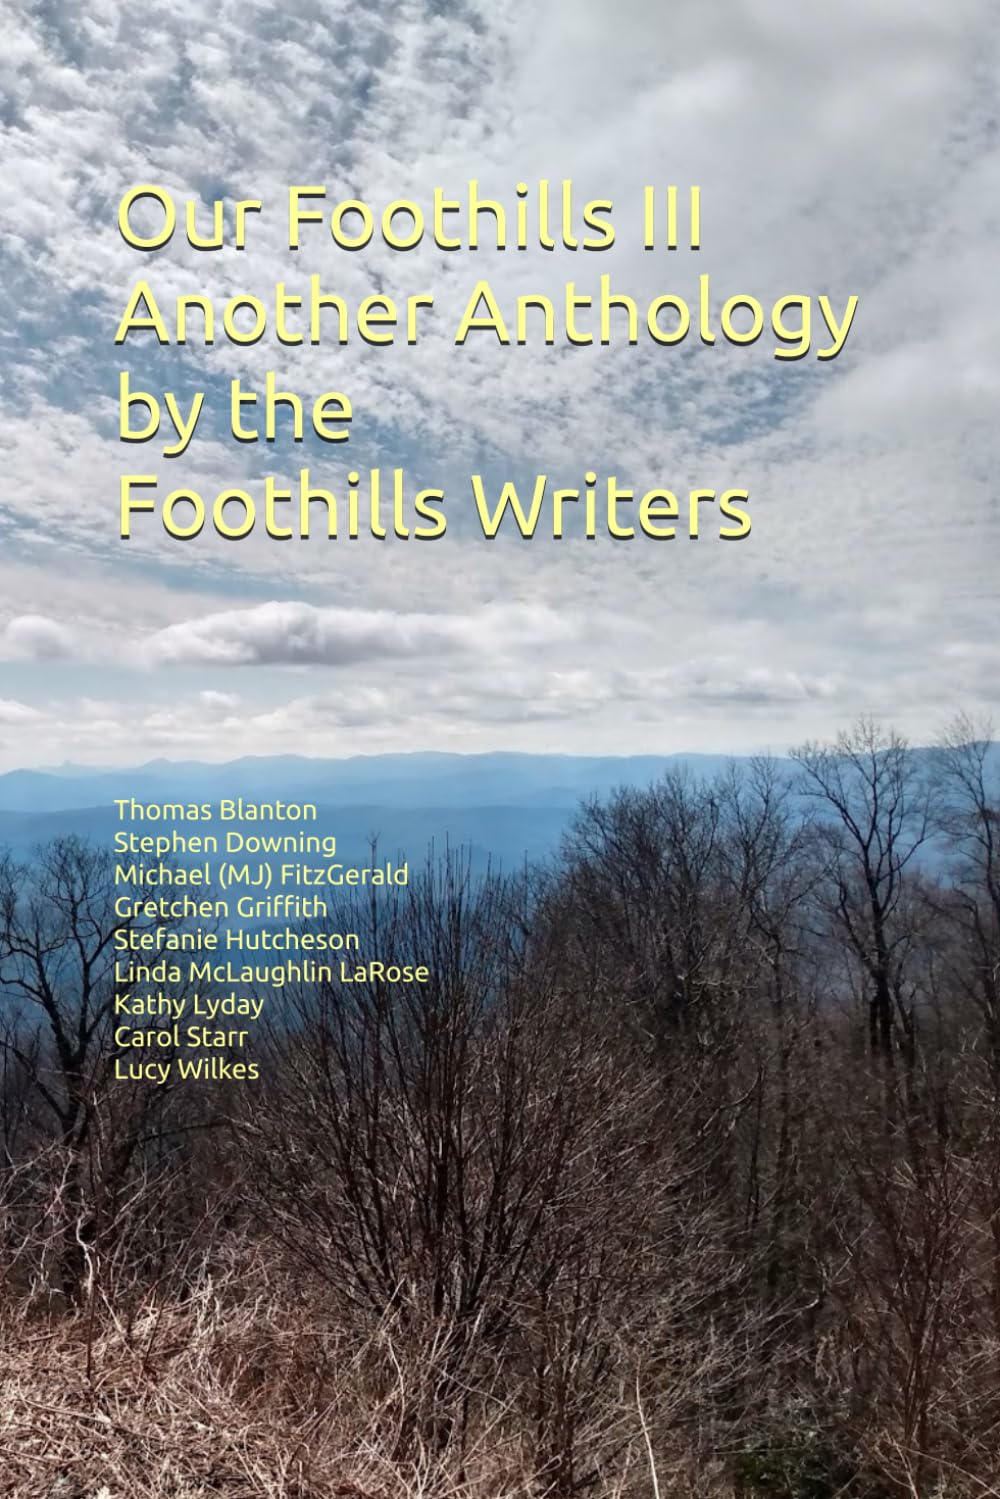 Our Foothills III
Another Anthology
by the
Foothills Writers
Thomas Blanton
Stephen Downing
Michael (MJ) FitzGerald
Gretchen Griffith
Stefanie Hutcheson
Linda McLaughlin LaRose
Kathy Lyday
Carol Starr
Lucy Wilkes